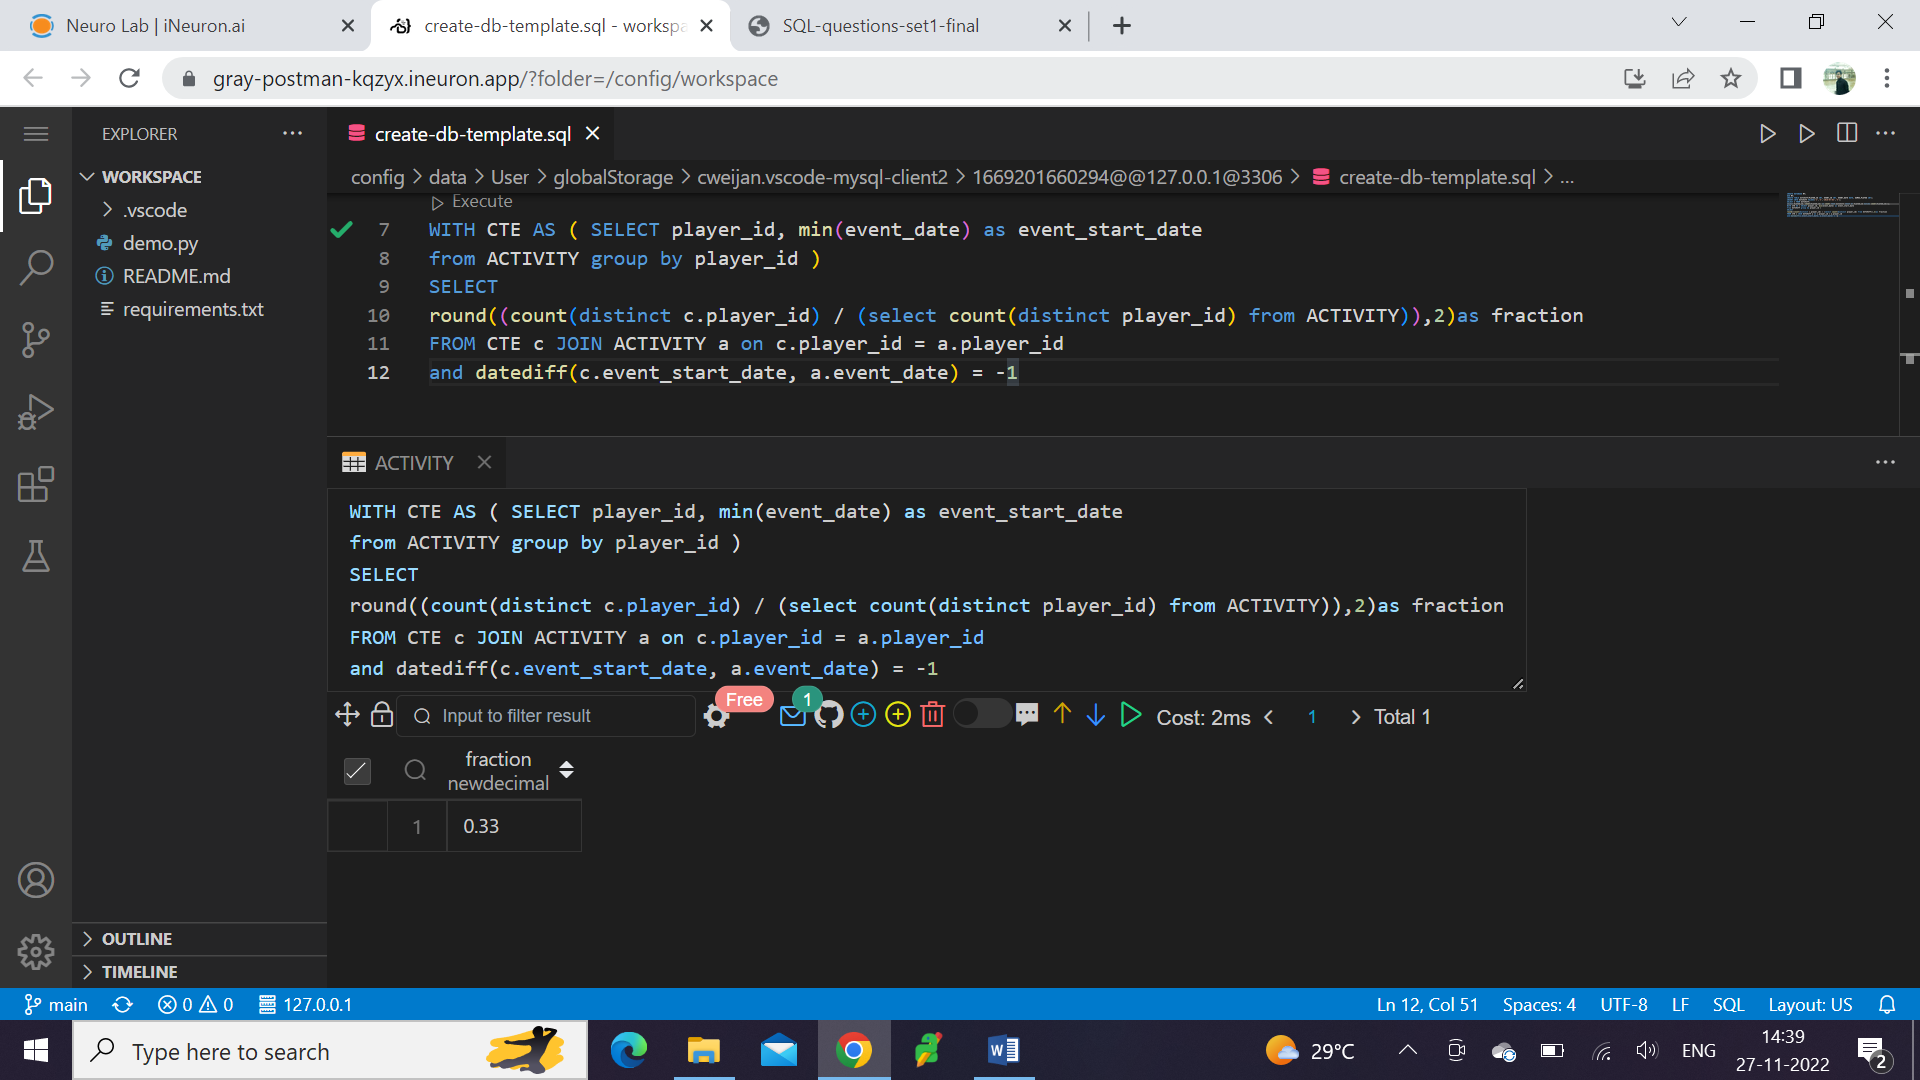 Neuro Lab | iNeuron.ai
create-db-template.sql - workspa
SQL-questions-set1-final
gray-postman-kqzyx.ineuron.app/?folder=/config/workspace
EXPLORER
create-db-template.sql
WORKSPACE
config > data > User > globalStorage > cweijan.vscode-mysql-client2 > 1669201660294@@127.0.0.1@3306 > create-db-template.sql > ...
.vscode
demo.py
README.md
requirements.txt
Execute
7 WITH CTE AS ( SELECT player_id, min(event_date) as event_start_date
8 from ACTIVITY group by player_id )
9 SELECT
10 round((count(distinct c.player_id) / (select count(distinct player_id) from ACTIVITY)),2)as fraction
11 FROM CTE c JOIN ACTIVITY a on c.player_id = a.player_id
12 and datediff(c.event_start_date, a.event_date) = -1
ACTIVITY
WITH CTE AS ( SELECT player_id, min(event_date) as event_start_date
from ACTIVITY group by player_id )
SELECT
round((count(distinct c.player_id) / (select count(distinct player_id) from ACTIVITY)),2)as fraction
FROM CTE c JOIN ACTIVITY a on c.player_id = a.player_id
and datediff(c.event_start_date, a.event_date) = -1
Input to filter result
Free
1
Cost: 2ms < 1 > Total 1
fraction
newdecimal
1 0.33
OUTLINE
TIMELINE
main
0 0
127.0.0.1
Ln 12, Col 51
Spaces: 4
UTF-8
LF
SQL
Layout: US
Type here to search
29°C
ENG
14:39
27-11-2022
2